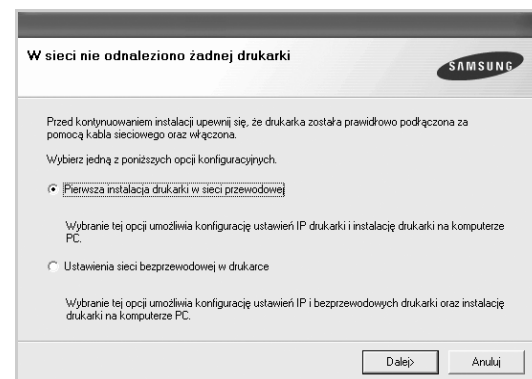 W sieci nie odnaleziono żadnej drukarki
SAMSUNG
Przed kontynuowaniem instalacji upewnij się, że drukarka została prawidłowo podłączona za
pomocą kabla sieciowego oraz włączona.
Wybierz jedną z poniższych opcji konfiguracyjnych.
Pierwsza instalacja drukarki w sieci przewodowej
Wybranie tej opcji umożliwia konfigurację ustawień IP drukarki i instalację drukarki na komputerze
PC.
Ustawienia sieci bezprzewodowej w drukarce
Wybranie tej opcji umożliwia konfigurację ustawień IP i bezprzewodowych drukarki oraz instalację
drukarki na komputerze PC.
Dalej> Anuluj